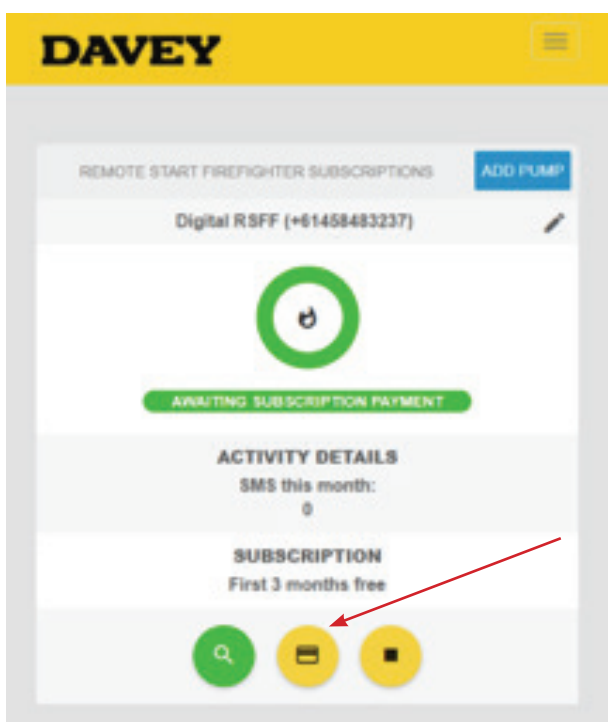 DAVEY
REMOTE START FIREFIGHTER SUBSCRIPTIONS
ADD PUMP
Digital RSFF (+61458483237)
AWAITING SUBSCRIPTION PAYMENT
ACTIVITY DETAILS
SMS this month:
0
SUBSCRIPTION
First 3 months free